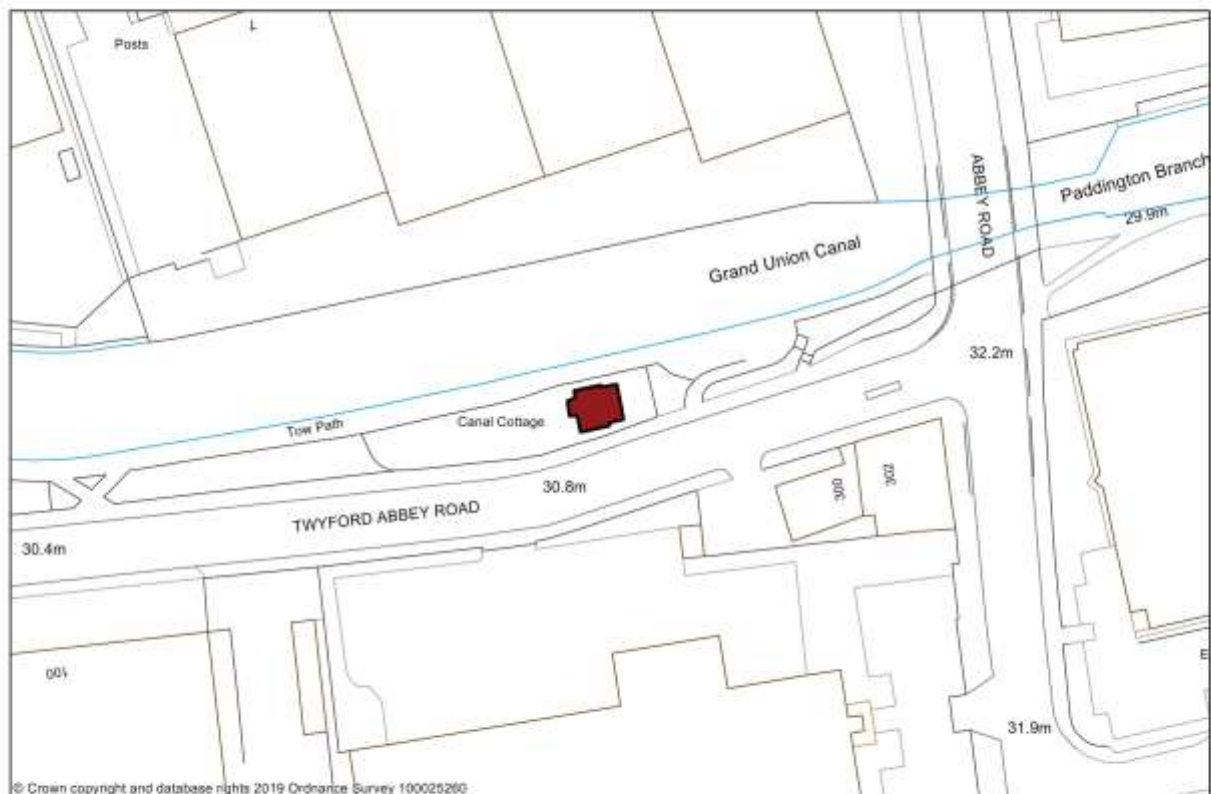 Posts
ABBEY ROAD
Paddington Branch
29.9m
Grand Union Canal
32.2m
Canal Cottage
Tow Path
30.8m
300
302
TWYFORD ABBEY ROAD
30.4m
100
E
31.9m
© Crown copyright and database rights 2019 Ordnance Survey 100025260